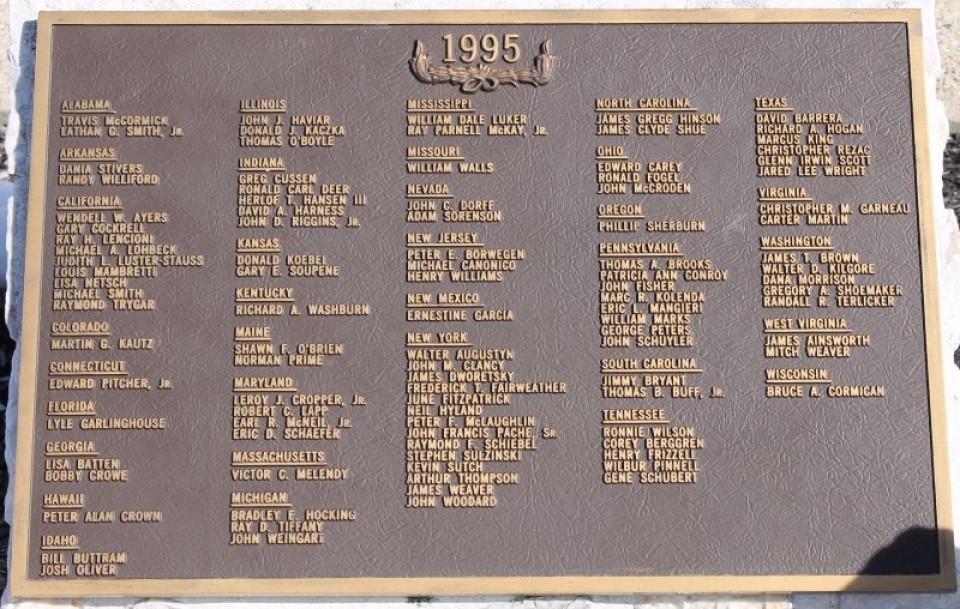 1995
ALABAMA
TRAVIS McCORMICK
LATHAN G. SMITH, JR.
ARKANSAS
DANIA STIVERS
RANDY WILLIFORD
CALIFORNIA
WENDELL W. AYERS
GARY COCKRELL
RAY H. LENCIONI
MICHAEL A. LOHBECK
JUDITH L. LUSTER-STAUSS
LOUIS MAMBRETTI
LISA NETSCH
MICHAEL SMITH
RAYMOND TRYGAR
COLORADO
MARTIN G. KAUTZ
CONNECTICUT
EDWARD PITCHER, JR.
FLORIDA
LYLE GARLINGHOUSE
GEORGIA
LISA BATTEN
BOBBY CROWE
HAWAII
PETER ALAN CROWN
IDAHO
BILL BUTTRAM
JOSH OLIVER
ILLINOIS
JOHN J. HAVIAR
DONALD J. KACZKA
THOMAS O'BOYLE
INDIANA
GREG CUSSEN
RONALD CARL DEER
HERLOF T. HANSEN III
DAVID A. HARNESS
JOHN D. RIGGINS, JR.
KANSAS
DONALD KOEBEL
GARY E. SOUPENE
KENTUCKY
RICHARD A. WASHBURN
MAINE
SHAWN F. O'BRIEN
NORMAN PRIME
MARYLAND
LEROY J. CROPPER, JR.
ROBERT C. LAPP
EARL R. McNEIL, JR.
ERIC D. SCHAEFER
MASSACHUSETTS
VICTOR C. MELENDY
MICHIGAN
BRADLEY E. HOCKING
RAY D. TIFFANY
JOHN WEINGART
MISSISSIPPI
WILLIAM DALE LUKER
RAY PARNELL McKAY, JR.
MISSOURI
WILLIAM WALLS
NEVADA
JOHN C. DORFF
ADAM SORENSON
NEW JERSEY
PETER E. BORWEGEN
MICHAEL CANONICO
HENRY WILLIAMS
NEW MEXICO
ERNESTINE GARCIA
NEW YORK
WALTER AUGUSTYN
JOHN M. CLANCY
JAMES DWORETSKY
FREDERICK T. FAIRWEATHER
JUNE FITZPATRICK
NEIL HYLAND
PETER F. McLAUGHLIN
JOHN FRANCIS PACHE, SR.
RAYMOND F. SCHIEBEL
STEPHEN SULZINSKI
KEVIN SUTCH
ARTHUR THOMPSON
JAMES WEAVER
JOHN WOODARD
NORTH CAROLINA
JAMES GREGG HINSON
JAMES CLYDE SHUE
OHIO
EDWARD CAREY
RONALD FOGEL
JOHN McCRODEN
OREGON
PHILLIP SHERBURN
PENNSYLVANIA
THOMAS A. BROOKS
PATRICIA ANN CONROY
JOHN FISHER
MARC R. KOLENDA
ERIC L. MANGIERI
WILLIAM MARKS
GEORGE PETERS
JOHN SCHUYLER
SOUTH CAROLINA
JIMMY BRYANT
THOMAS B. BUFF, JR.
TENNESSEE
RONNIE WILSON
COREY BERGGREN
HENRY FRIZZELL
WILBUR PINNELL
GENE SCHUBERT
TEXAS
DAVID BARRERA
RICHARD A. HOGAN
MARCUS KING
CHRISTOPHER REZAC
GLENN IRWIN SCOTT
JARED LEE WRIGHT
VIRGINIA
CHRISTOPHER M. GARNEAU
CARTER MARTIN
WASHINGTON
JAMES T. BROWN
WALTER D. KILGORE
DANA MORRISON
GREGORY A. SHOEMAKER
RANDALL R. TERLICKER
WEST VIRGINIA
JAMES AINSWORTH
MITCH WEAVER
WISCONSIN
BRUCE A. CORMICAN